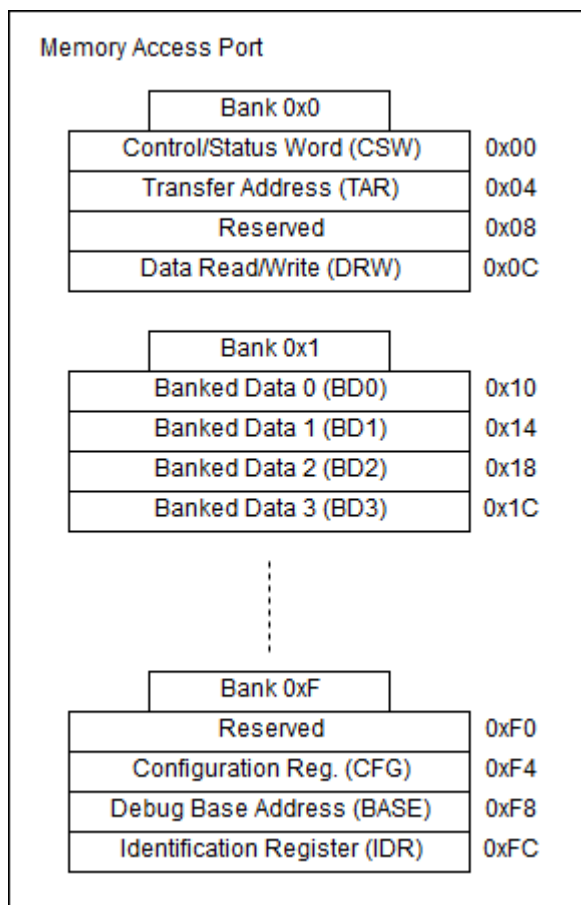 Memory Access Port
Bank 0x0
Control/Status Word (CSW) 0x00
Transfer Address (TAR) 0x04
Reserved 0x08
Data Read/Write (DRW) 0x0C
Bank 0x1
Banked Data 0 (BD0) 0x10
Banked Data 1 (BD1) 0x14
Banked Data 2 (BD2) 0x18
Banked Data 3 (BD3) 0x1C
Bank 0xF
Reserved 0xF0
Configuration Reg. (CFG) 0xF4
Debug Base Address (BASE) 0xF8
Identification Register (IDR) 0xFC